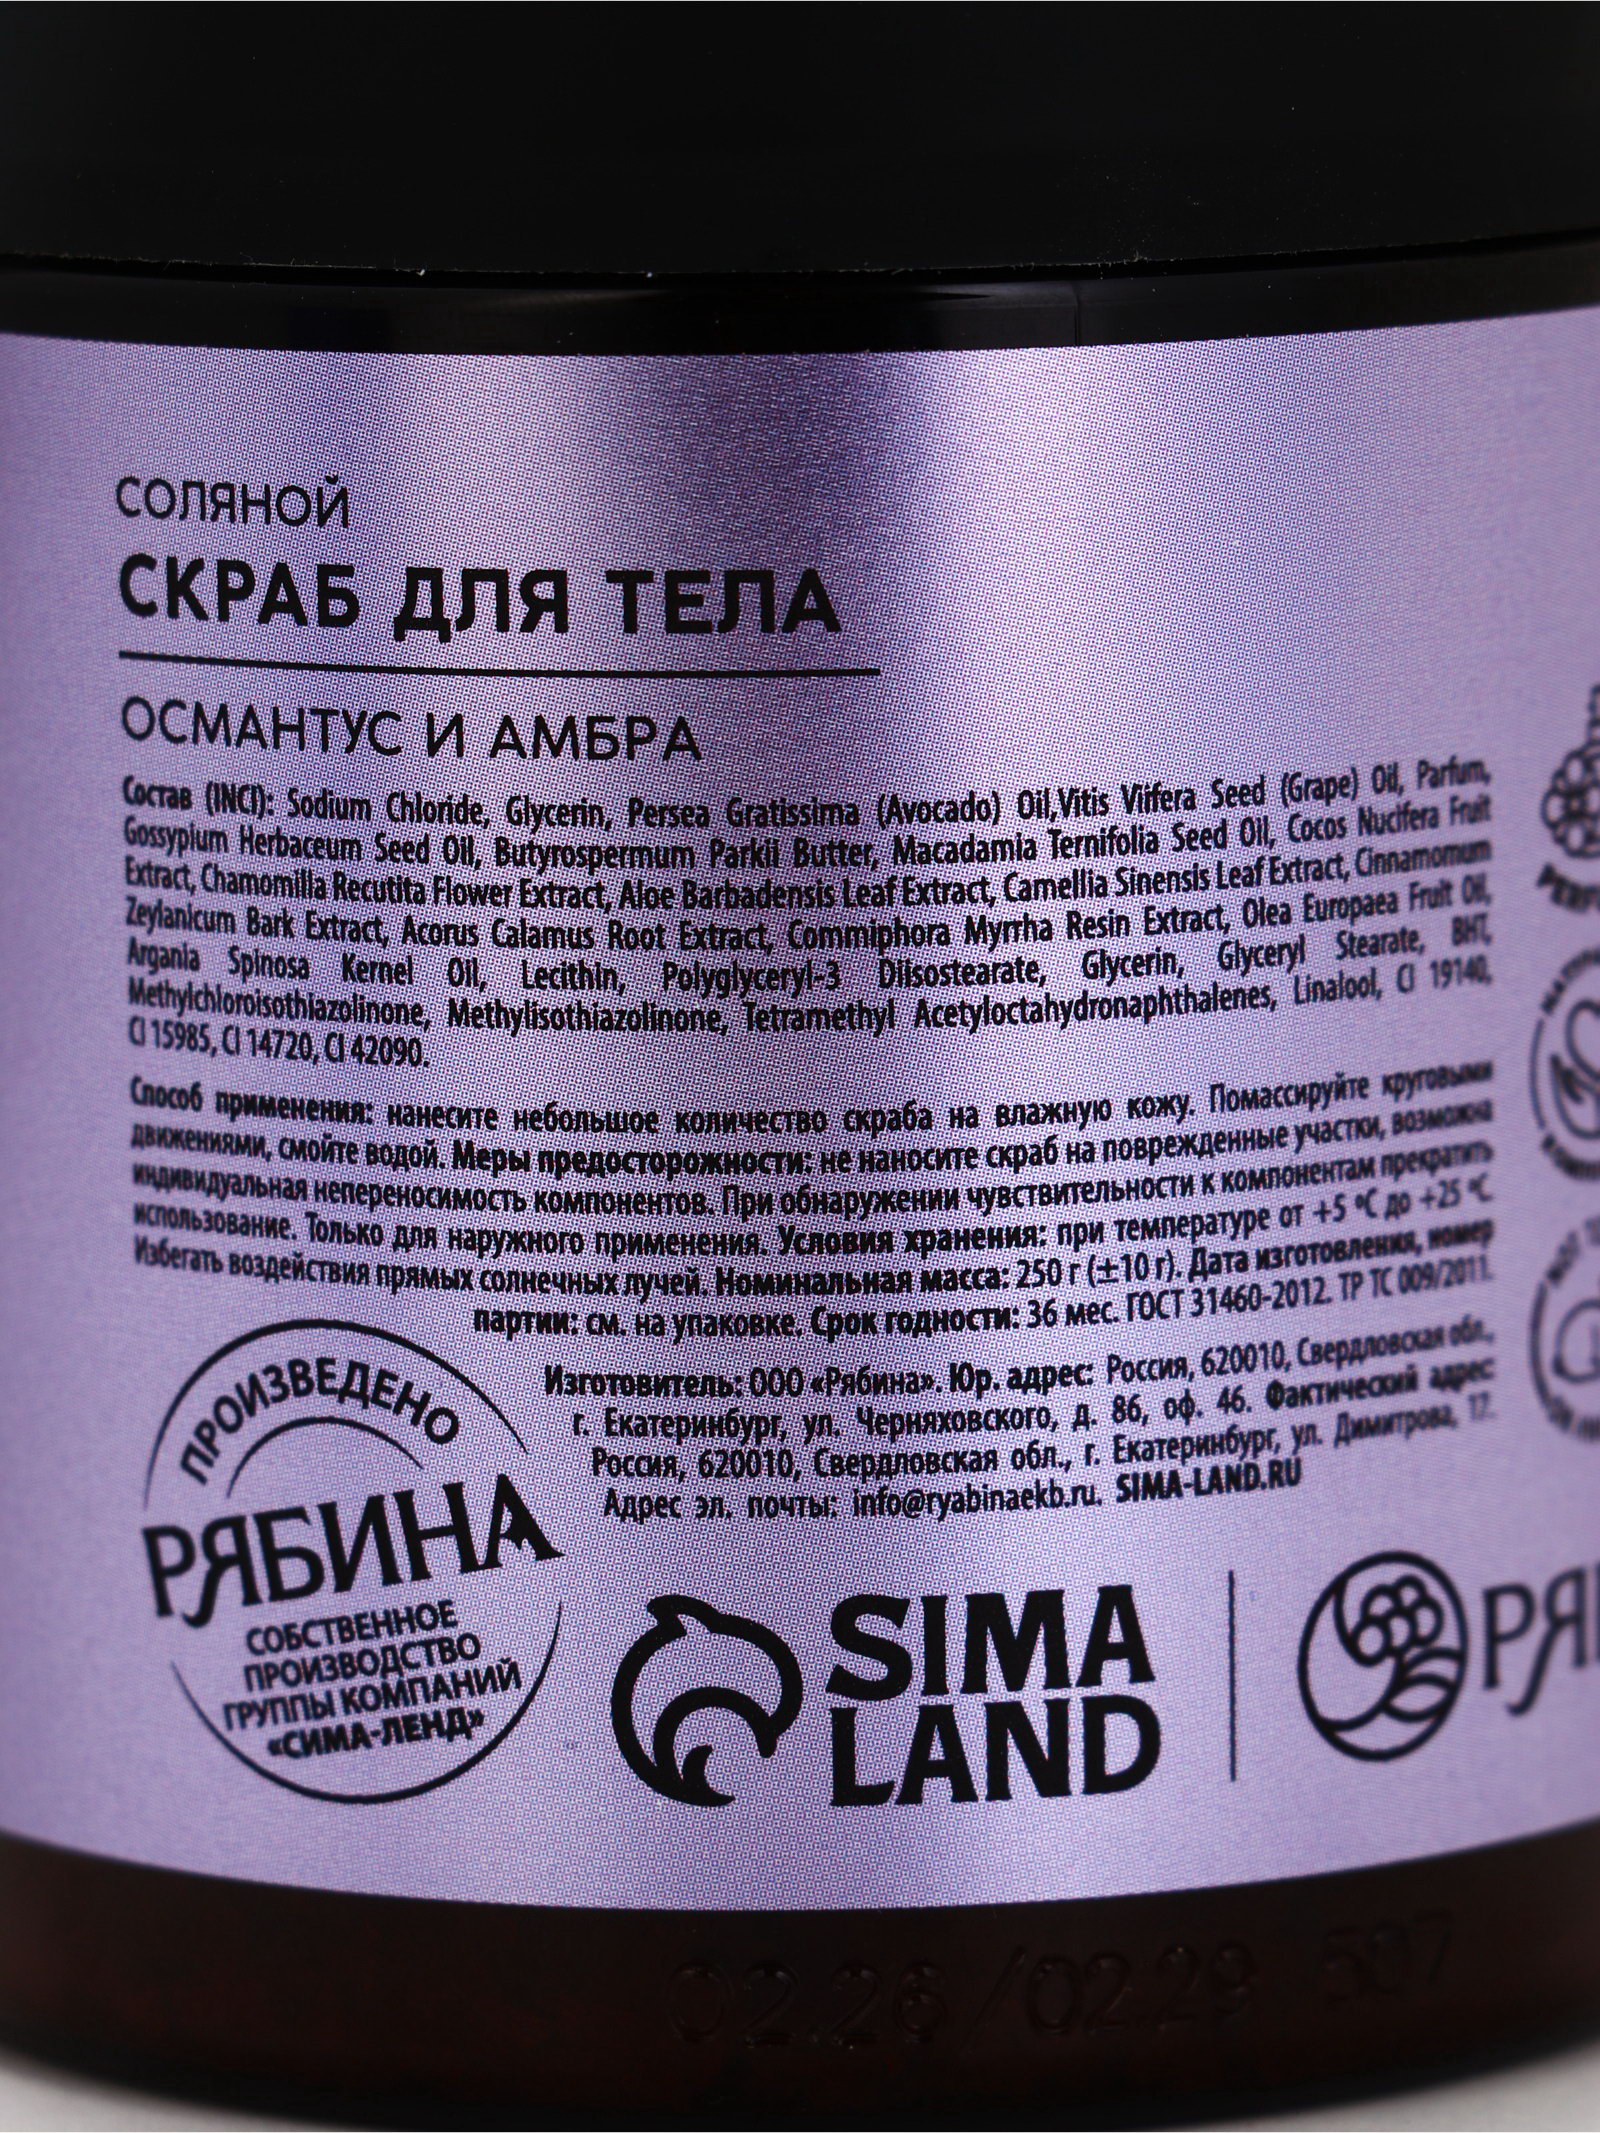 СОЛЯНОЙ
СКРАБ ДЛЯ ТЕЛА
ОСМАНТУС И АМБРА
Состав (INCI): Sodium Chloride, Glycerin, Persea Gratissima (Avocado) Oil,Vitis Viffera Seed (Grape) Oil, Parfum,
Gossypium Herbaceum Seed Oil, Butyrospermum Parkii Butter, Macadamia Ternifolia Seed Oil, Cocos Nucifera Fruit
Extract, Chamomilla Recutita Flower Extract, Aloe Barbadensis Leaf Extract, Camellia Sinensis Leaf Extract, Cinnamomum
Zeylanicum Bark Extract, Acorus Calamus Root Extract, Commiphora Myrrha Resin Extract, Olea Europaea Fruit Oil,
Argania Spinosa Kernel Oil, Lecithin, Polyglyceryl-3 Diisostearate, Glycerin, Glyceryl Stearate, BHT,
Methylchloroisothiazolinone, Methylisothiazolinone, Tetramethyl Acetyloctahydronaphthalenes, Linalool, CI 19140,
CI 15985, CI 14720, CI 42090.
Способ применения: нанесите небольшое количество скраба на влажную кожу. Помассируйте круговыми
движениями, смойте водой. Меры предосторожности: не наносите скраб на поврежденные участки, возможна
индивидуальная непереносимость компонентов. При обнаружении чувствительности к компонентам прекратить
использование. Только для наружного применения. Условия хранения: при температуре от +5 °С до +25 °С.
Избегать воздействия прямых солнечных лучей. Номинальная масса: 250 г (±10 г). Дата изготовления, номер
партии: см. на упаковке. Срок годности: 36 мес. ГОСТ 31460-2012. ТР ТС 009/2011.
Изготовитель: ООО «Рябина». Юр. адрес: Россия, 620010, Свердловская обл.,
г. Екатеринбург, ул. Черняховского, д. 86, оф. 46. Фактический адрес
Россия, 620010, Свердловская обл., г. Екатеринбург, ул. Димитрова, 17.
Адрес эл. почты: info@ryabinaekb.ru. SIMA-LAND.RU
ПРОИЗВЕДЕНО
РЯБИНА
СОБСТВЕННОЕ
ПРОИЗВОДСТВО
ГРУППЫ КОМПАНИЙ
«СИМА-ЛЕНД»
SIMA
LAND
02.26/02.29 507